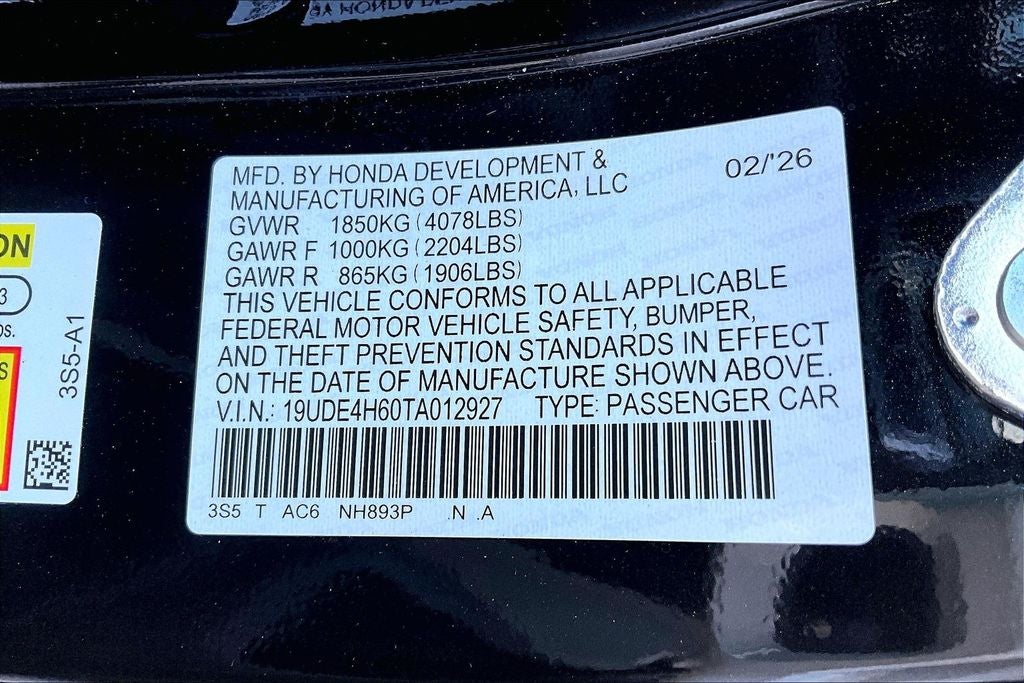 MFD. BY HONDA DEVELOPMENT &
MANUFACTURING OF AMERICA, LLC
02/'26
GVWR 1850KG (4078LBS)
GAWR F 1000KG (2204LBS)
GAWR R 865KG (1906LBS)
THIS VEHICLE CONFORMS TO ALL APPLICABLE
FEDERAL MOTOR VEHICLE SAFETY, BUMPER,
AND THEFT PREVENTION STANDARDS IN EFFECT
ON THE DATE OF MANUFACTURE SHOWN ABOVE.
V.I.N.: 19UDE4H60TA012927 TYPE: PASSENGER CAR
3S5 T AC6 NH893P .N .A
3S5-A1